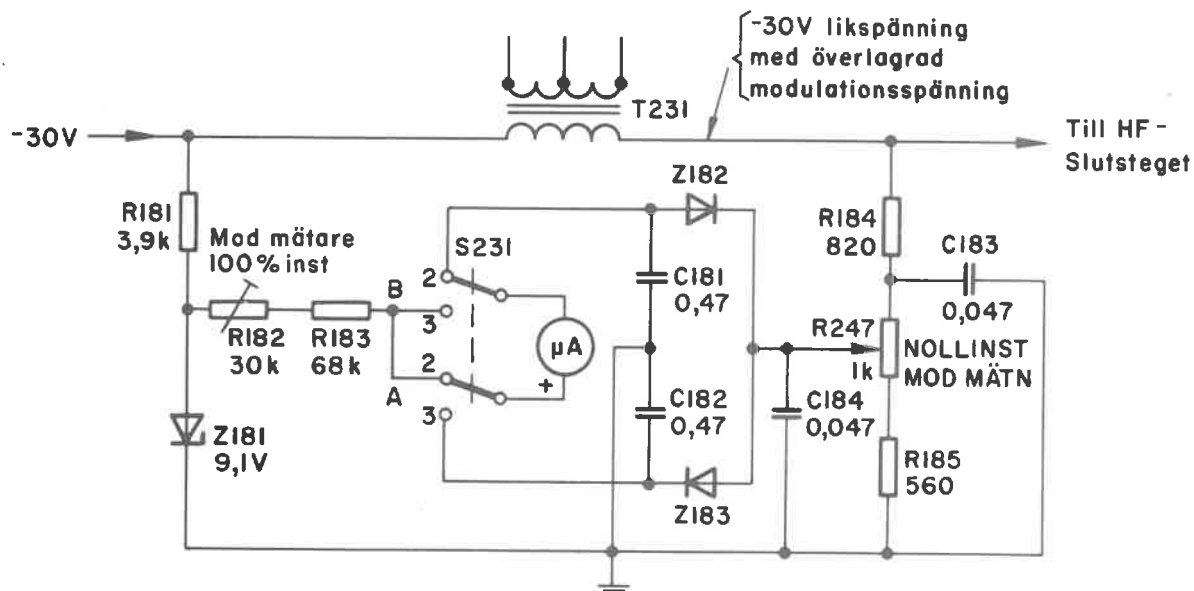 -30V likspänning
med överlagrad
modulationsspänning
T231
-30V
Till HF-
Slutsteget
Z182
R181
3,9k
Mod mätare
100% inst
S231
R184
820
C183
0,047
2
B
3
C181
0,47
R182
30k
R183
68k
µA
R247
1k
NOLLINST
MOD MÄTN
2
A
3
+
C182
0,47
C184
0,047
Z181
9,1V
Z183
R185
560